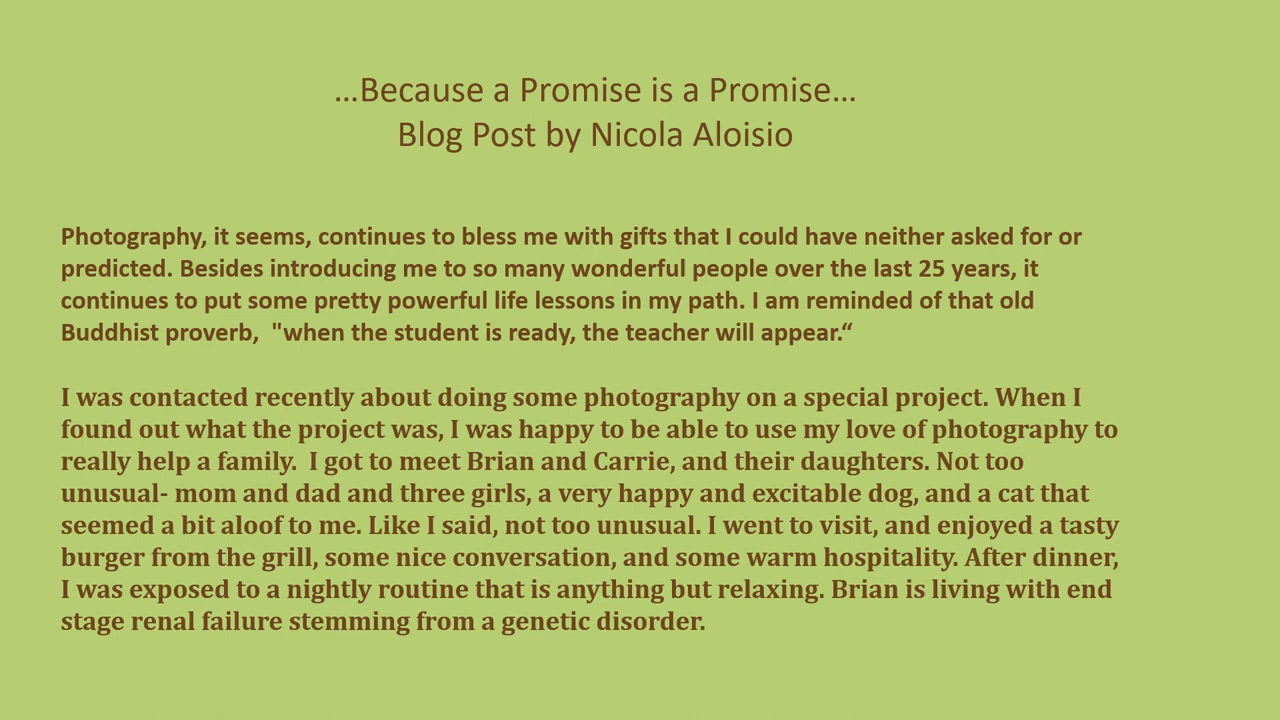 …Because a Promise is a Promise…
Blog Post by Nicola Aloisio
Photography, it seems, continues to bless me with gifts that I could have neither asked for or
predicted. Besides introducing me to so many wonderful people over the last 25 years, it
continues to put some pretty powerful life lessons in my path. I am reminded of that old
Buddhist proverb,  "when the student is ready, the teacher will appear.“
I was contacted recently about doing some photography on a special project. When I
found out what the project was, I was happy to be able to use my love of photography to
really help a family.  I got to meet Brian and Carrie, and their daughters. Not too
unusual- mom and dad and three girls, a very happy and excitable dog, and a cat that
seemed a bit aloof to me. Like I said, not too unusual. I went to visit, and enjoyed a tasty
burger from the grill, some nice conversation, and some warm hospitality. After dinner,
I was exposed to a nightly routine that is anything but relaxing. Brian is living with end
stage renal failure stemming from a genetic disorder.